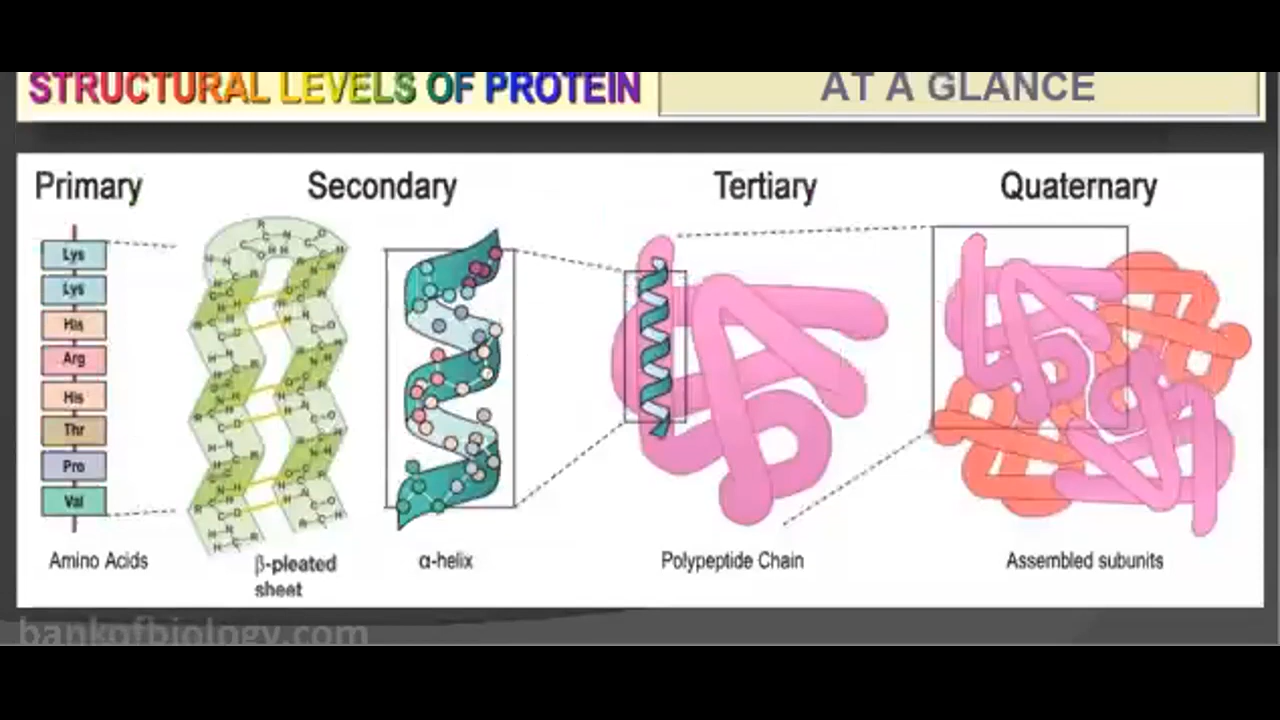 STRUCTURAL LEVELS OF PROTEIN
AT A GLANCE
Primary
Secondary
Tertiary
Quaternary
Lys
Lys
His
Arg
His
Thr
Pro
Val
Amino Acids
β-pleated
sheet
α-helix
Polypeptide Chain
Assembled subunits
bankofbiology.com